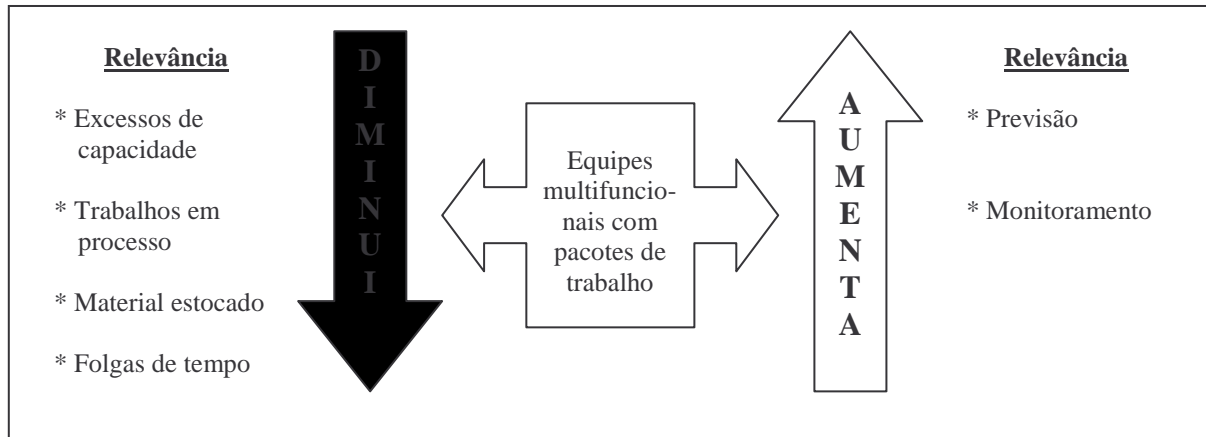 Relevância
* Excessos de
capacidade
* Trabalhos em
processo
* Material estocado
* Folgas de tempo
D
I
M
I
N
U
I
Equipes
multifuncio-
nais com
pacotes de
trabalho
A
U
M
E
N
T
A
Relevância
* Previsão
* Monitoramento